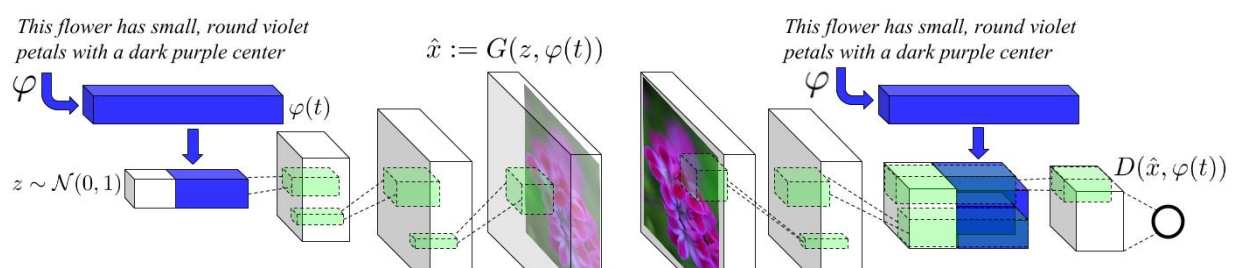 This flower has small, round violet
petals with a dark purple center
φ
φ(t)
z ∼ 𝒩(0, 1)
x̂ := G(z, φ(t))
This flower has small, round violet
petals with a dark purple center
φ
D(x̂, φ(t))